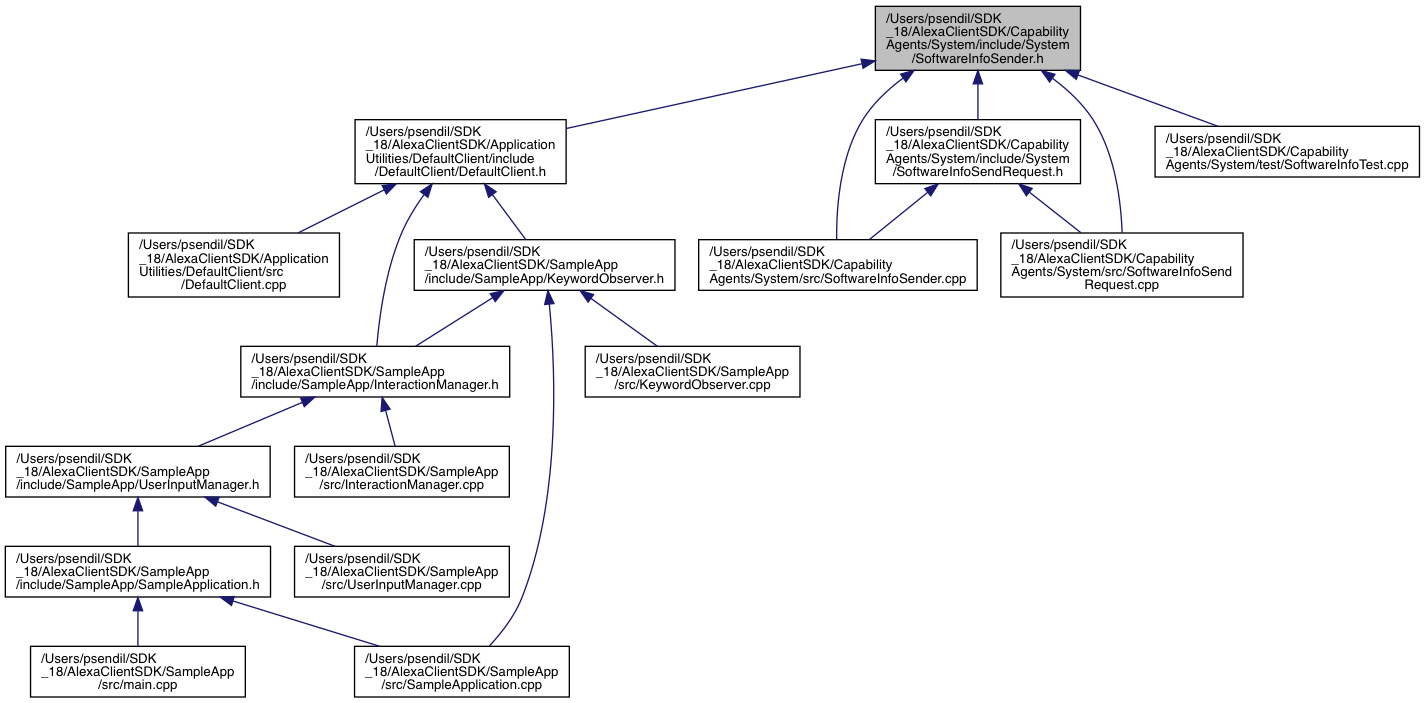 /Users/psendil/SDK
_18/AlexaClientSDK/Capability
Agents/System/include/System
/SoftwareInfoSender.h
/Users/psendil/SDK
_18/AlexaClientSDK/Application
Utilities/DefaultClient/include
/DefaultClient/DefaultClient.h
/Users/psendil/SDK
_18/AlexaClientSDK/Capability
Agents/System/include/System
/SoftwareInfoSendRequest.h
/Users/psendil/SDK
_18/AlexaClientSDK/Capability
Agents/System/test/SoftwareInfoTest.cpp
/Users/psendil/SDK
_18/AlexaClientSDK/Application
Utilities/DefaultClient/src
/DefaultClient.cpp
/Users/psendil/SDK
_18/AlexaClientSDK/SampleApp
/include/SampleApp/KeywordObserver.h
/Users/psendil/SDK
_18/AlexaClientSDK/Capability
Agents/System/src/SoftwareInfoSender.cpp
/Users/psendil/SDK
_18/AlexaClientSDK/Capability
Agents/System/src/SoftwareInfoSend
Request.cpp
/Users/psendil/SDK
_18/AlexaClientSDK/SampleApp
/include/SampleApp/InteractionManager.h
/Users/psendil/SDK
_18/AlexaClientSDK/SampleApp
/src/KeywordObserver.cpp
/Users/psendil/SDK
_18/AlexaClientSDK/SampleApp
/include/SampleApp/UserInputManager.h
/Users/psendil/SDK
_18/AlexaClientSDK/SampleApp
/src/InteractionManager.cpp
/Users/psendil/SDK
_18/AlexaClientSDK/SampleApp
/include/SampleApp/SampleApplication.h
/Users/psendil/SDK
_18/AlexaClientSDK/SampleApp
/src/UserInputManager.cpp
/Users/psendil/SDK
_18/AlexaClientSDK/SampleApp
/src/main.cpp
/Users/psendil/SDK
_18/AlexaClientSDK/SampleApp
/src/SampleApplication.cpp